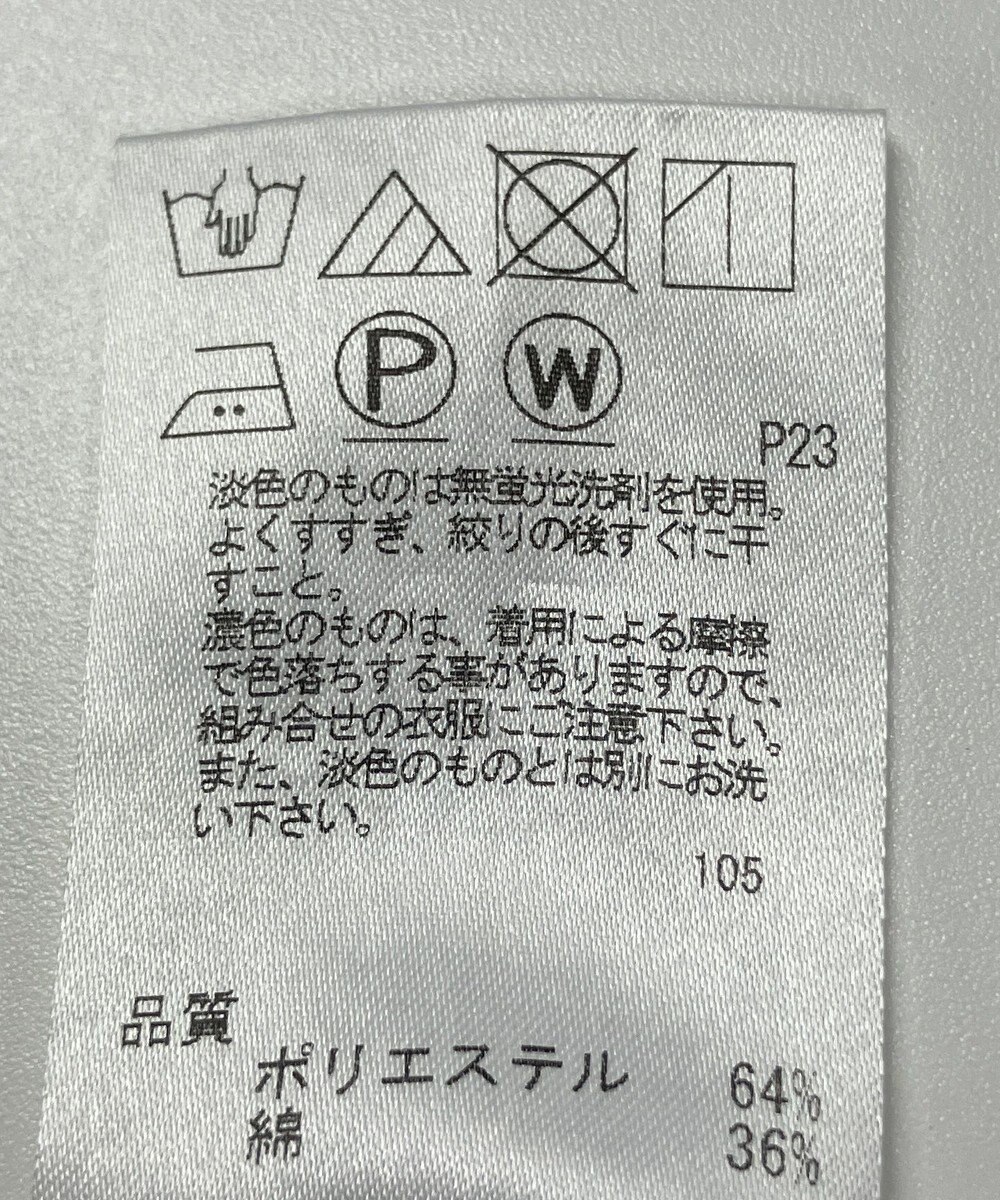 P W
P23
淡色のものは無蛍光洗剤を使用。
よくすすぎ、絞りの後すぐに干
すこと。
濃色のものは、着用による摩擦
で色落ちする事がありますので、
組み合せの衣服にご注意下さい。
また、淡色のものとは別にお洗
い下さい。
105
品質
ポリエステル 64%
綿 36%